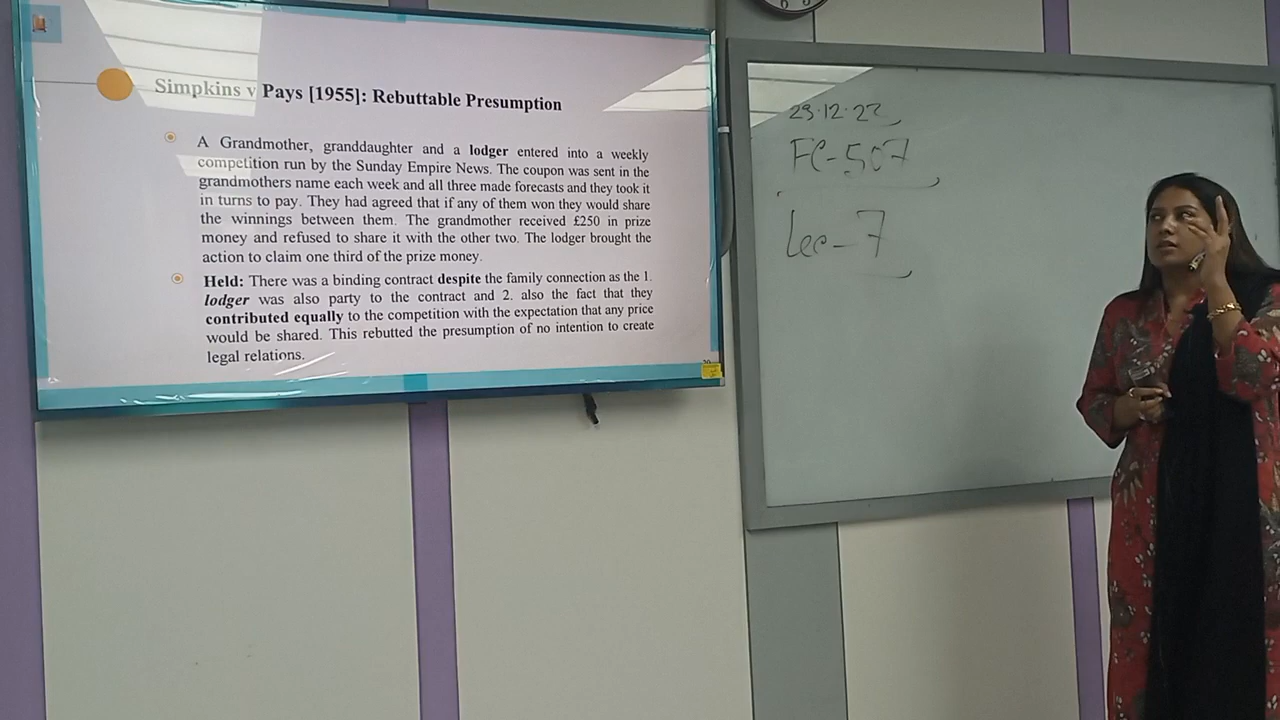 Simpkins v Pays [1955]: Rebuttable Presumption
A Grandmother, granddaughter and a lodger entered into a weekly
competition run by the Sunday Empire News. The coupon was sent in the
grandmothers name each week and all three made forecasts and they took it
in turns to pay. They had agreed that if any of them won they would share
the winnings between them. The grandmother received £250 in prize
money and refused to share it with the other two. The lodger brought the
action to claim one third of the prize money.
Held: There was a binding contract despite the family connection as the 1.
lodger was also party to the contract and 2. also the fact that they
contributed equally to the competition with the expectation that any price
would be shared. This rebutted the presumption of no intention to create
legal relations.
FC-507
Lec-7